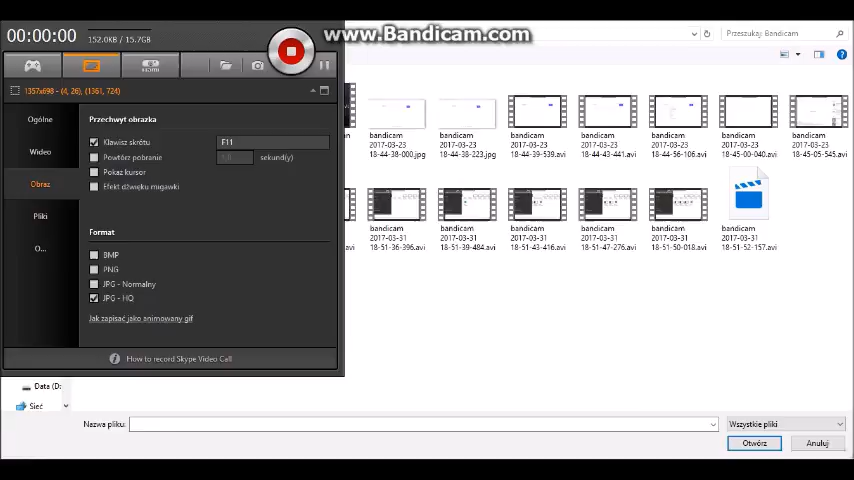 www.Bandicam.com
00:00:00
152.0KB / 15.7GB
HDMI
1357x698 - (4, 26), (1361, 724)
Ogólne
Wideo
Obraz
Pliki
O...
Przechwyt obrazka
Klawisz skrótu
F11
Powtórz pobranie
1.0
sekund(y)
Pokaż kursor
Efekt dźwięku migawki
Format
BMP
PNG
JPG - Normalny
JPG - HQ
Jak zapisać jako animowany gif
How to record Skype Video Call
Przeszukaj: Bandicam
bandicam
2017-03-23
18-44-38-000.jpg
bandicam
2017-03-23
18-44-38-223.jpg
bandicam
2017-03-23
18-44-39-539.avi
bandicam
2017-03-23
18-44-43-441.avi
bandicam
2017-03-23
18-44-56-106.avi
bandicam
2017-03-23
18-45-00-040.avi
bandicam
2017-03-23
18-45-05-545.avi
bandicam
2017-03-31
18-51-36-396.avi
bandicam
2017-03-31
18-51-39-484.avi
bandicam
2017-03-31
18-51-43-416.avi
bandicam
2017-03-31
18-51-47-276.avi
bandicam
2017-03-31
18-51-50-018.avi
bandicam
2017-03-31
18-51-52-157.avi
Data (D:
Sieć
Nazwa pliku:
Wszystkie pliki
Otwórz
Anuluj